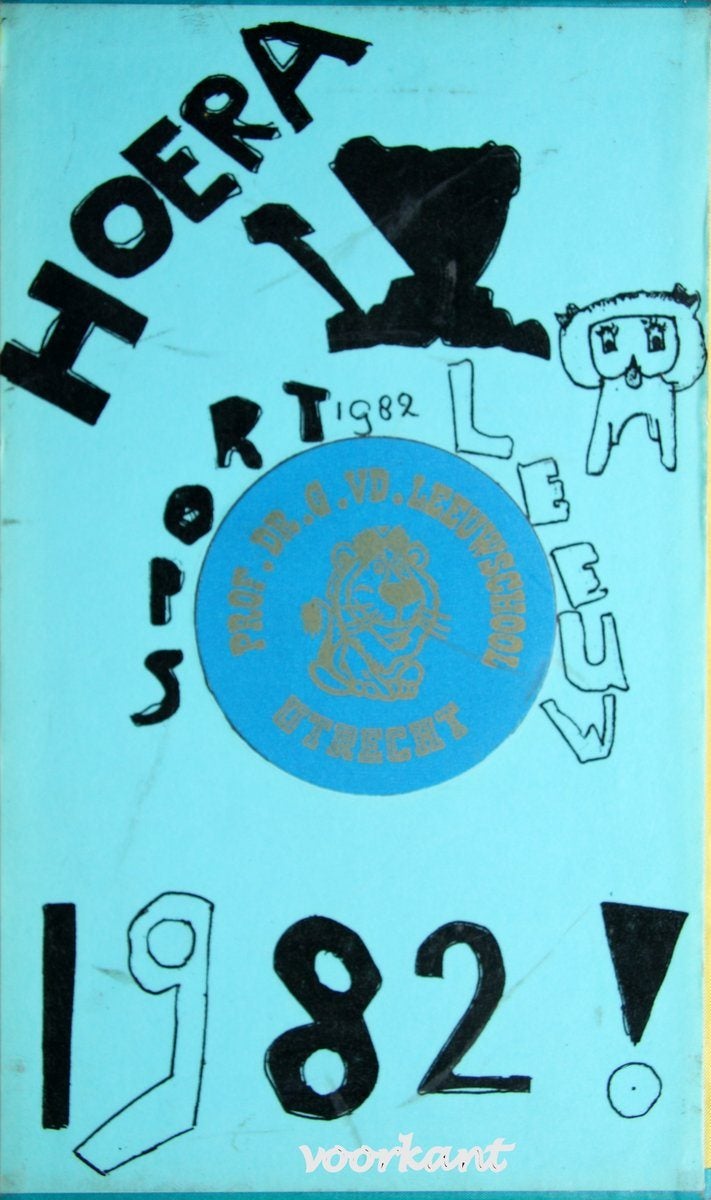 HOERA
SPORT 1982 LEEUW
PROF. DR. G. VD. LEEUWSCHOOL
UTRECHT
1982!
voorkant